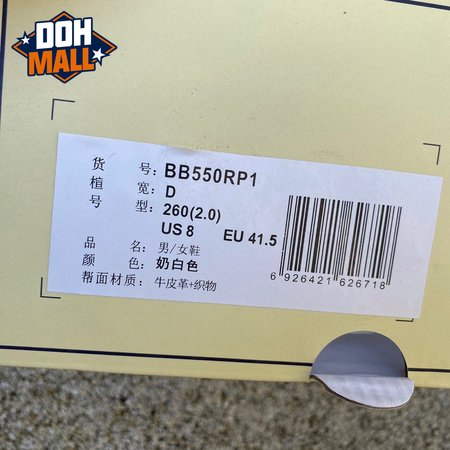 DOH
MALL
货 号: BB550RP1
楦 宽: D
号 型: 260(2.0)
US 8 EU 41.5
品 名: 男/女鞋
颜 色: 奶白色
帮面材质: 牛皮革+织物
6 926421 626718